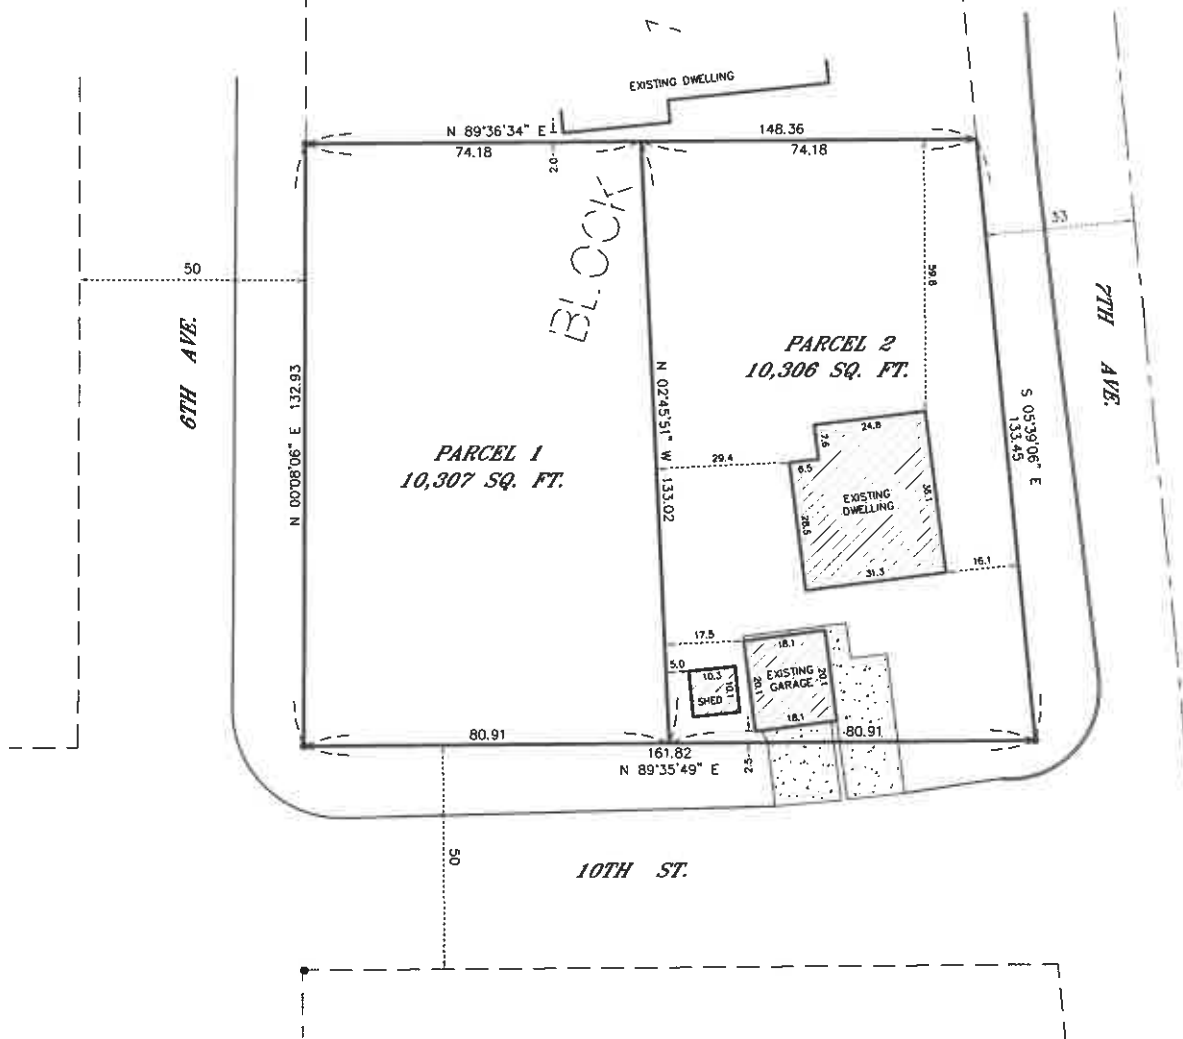 7
EXISTING DWELLING
N 89°36'34" E
148.36
74.18
74.18
2.0
BLOCK
33
50
59.8
6TH AVE.
7TH AVE.
PARCEL 2
10,306 SQ. FT.
N 00°08'06" E 132.93
N 02°45'51" W 133.02
S 05°39'06" E
133.45
PARCEL 1
10,307 SQ. FT.
24.8
7.6
29.4
6.5
EXISTING
DWELLING
36.1
28.5
31.3
16.1
17.5
18.1
5.0
10.3
10.1
SHED
20.1
EXISTING
GARAGE
20.1
18.1
80.91
80.91
161.82
N 89°35'49" E
2.5
50
10TH ST.